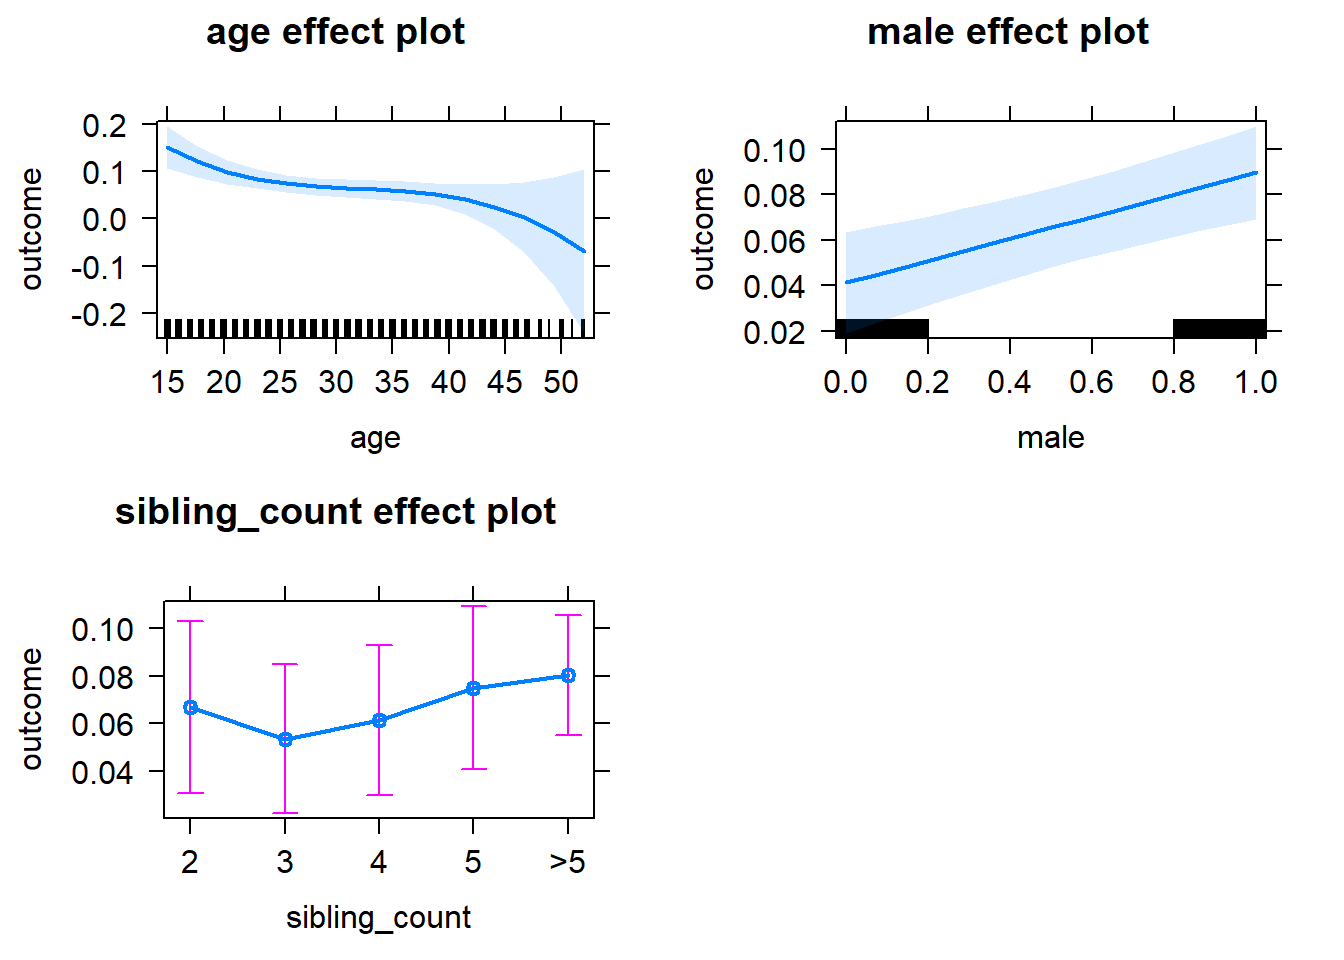 age effect plot
outcome
0.2
0.1
0.0
-0.1
-0.2
15 20 25 30 35 40 45 50
age
male effect plot
outcome
0.10
0.08
0.06
0.04
0.02
0.0 0.2 0.4 0.6 0.8 1.0
male
sibling_count effect plot
outcome
0.10
0.08
0.06
0.04
2 3 4 5 >5
sibling_count